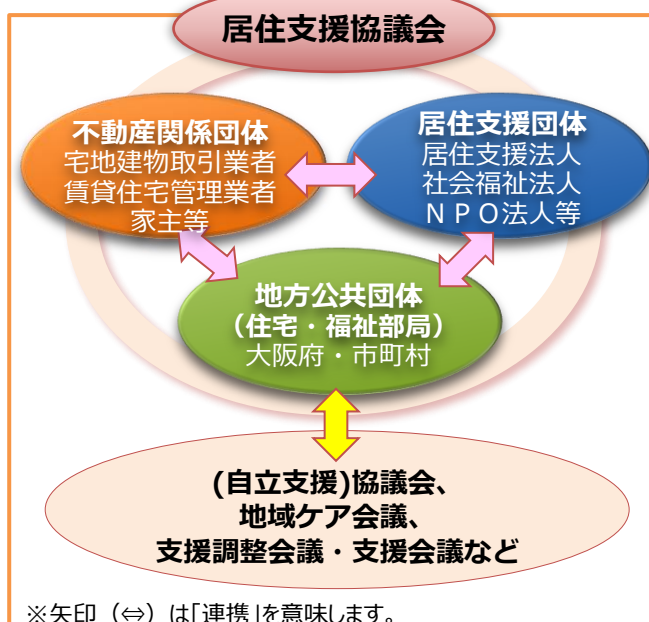 居住支援協議会
不動産関係団体
宅地建物取引業者
賃貸住宅管理業者
家主等
居住支援団体
居住支援法人
社会福祉法人
ＮＰＯ法人等
地方公共団体
（住宅・福祉部局）
大阪府・市町村
(自立支援)協議会、
地域ケア会議、
支援調整会議・支援会議など
※矢印（⇔）は「連携」を意味します。